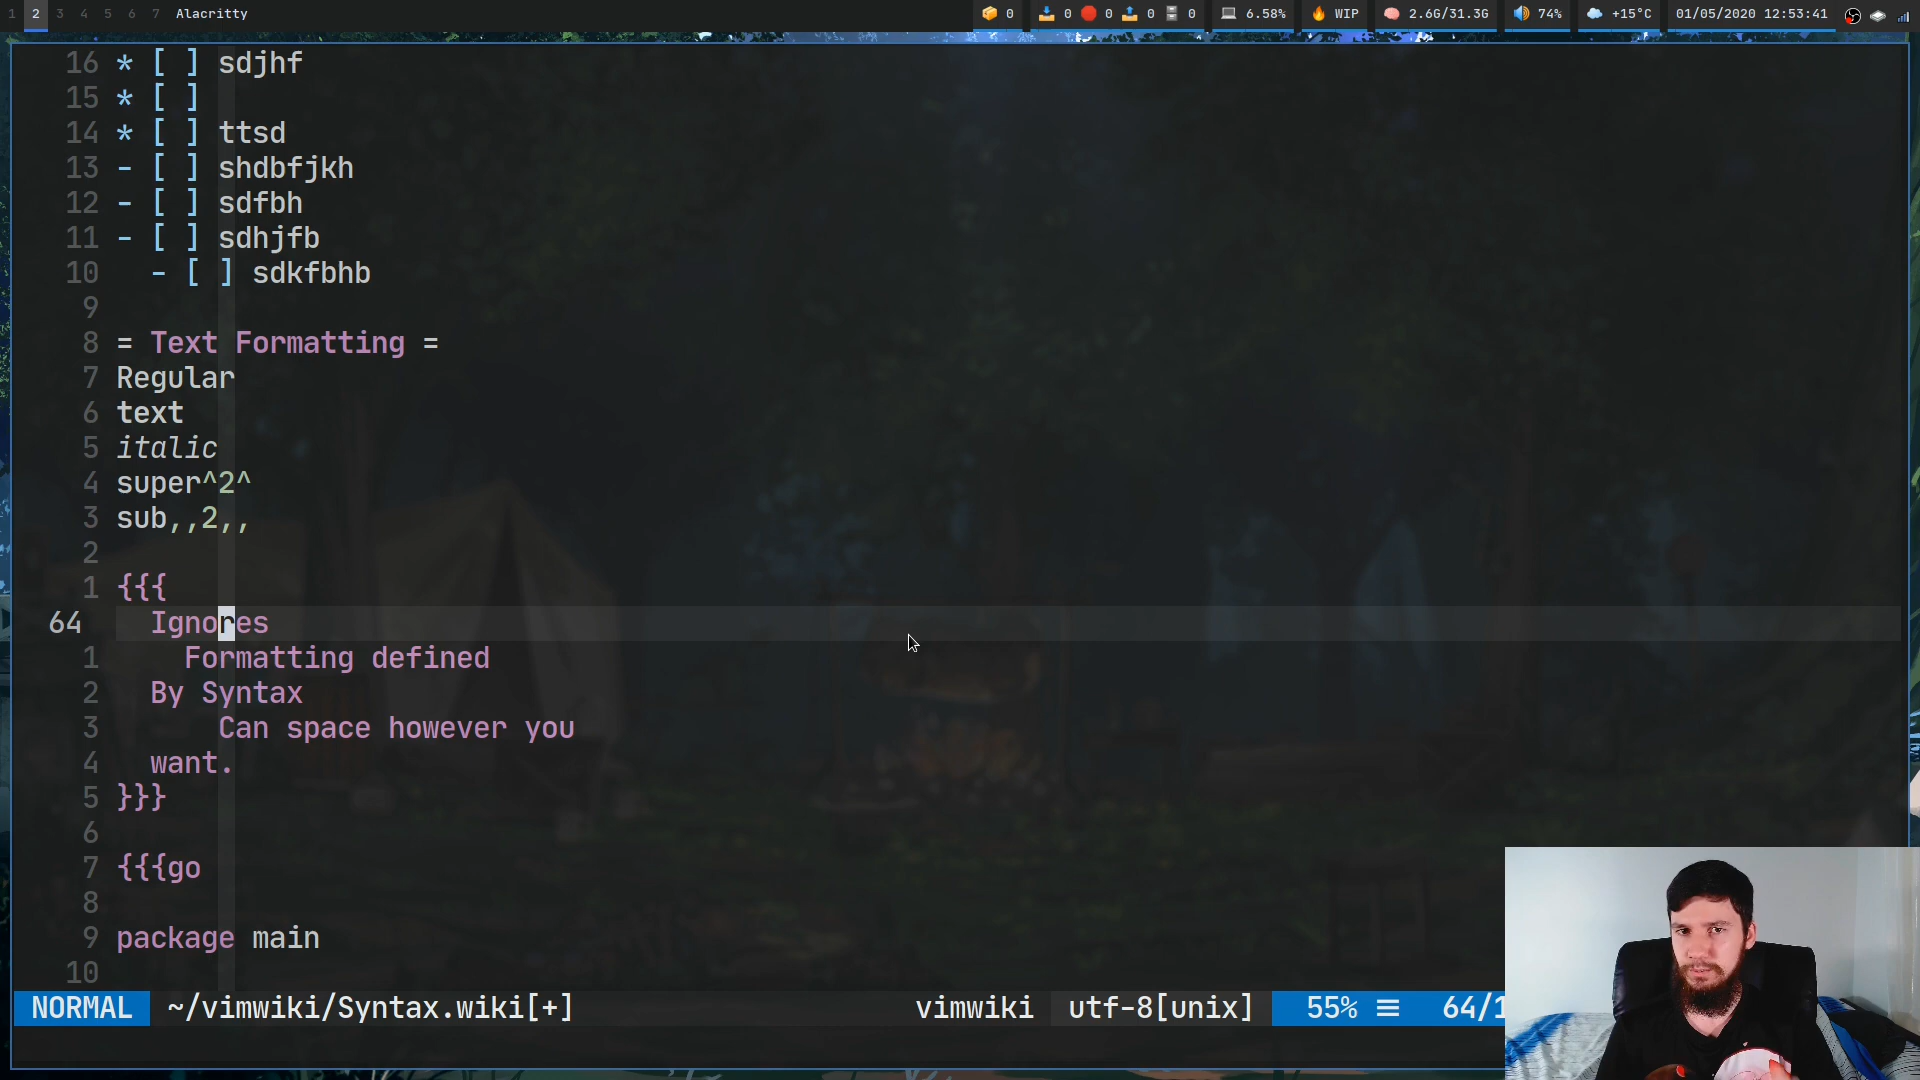 1 2 3 4 5 6 7 Alacritty 0 0 0 0 0 6.58% WIP 2.6G/31.3G 74% +15°C 01/05/2020 12:53:41
16 * [ ] sdjhf
15 * [ ]
14 * [ ] ttsd
13 - [ ] shdbfjkh
12 - [ ] sdfbh
11 - [ ] sdhjfb
10 - [ ] sdkfbhb
9
8 = Text Formatting =
7 Regular
6 text
5 italic
4 super^2^
3 sub,,2,,
2
1 {{{
64 Ignores
1 Formatting defined
2 By Syntax
3 Can space however you
4 want.
5 }}}
6
7 {{{go
8
9 package main
10
NORMAL ~/vimwiki/Syntax.wiki[+] vimwiki utf-8[unix] 55% ≡ 64/1